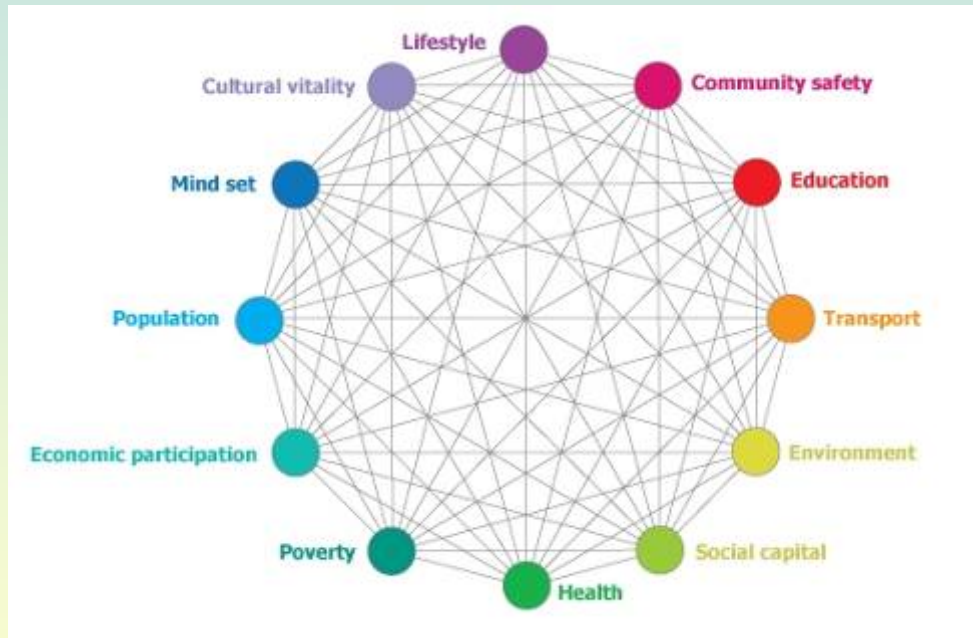 Lifestyle
Cultural vitality
Community safety
Mind set
Education
Population
Transport
Economic participation
Environment
Poverty
Social capital
Health